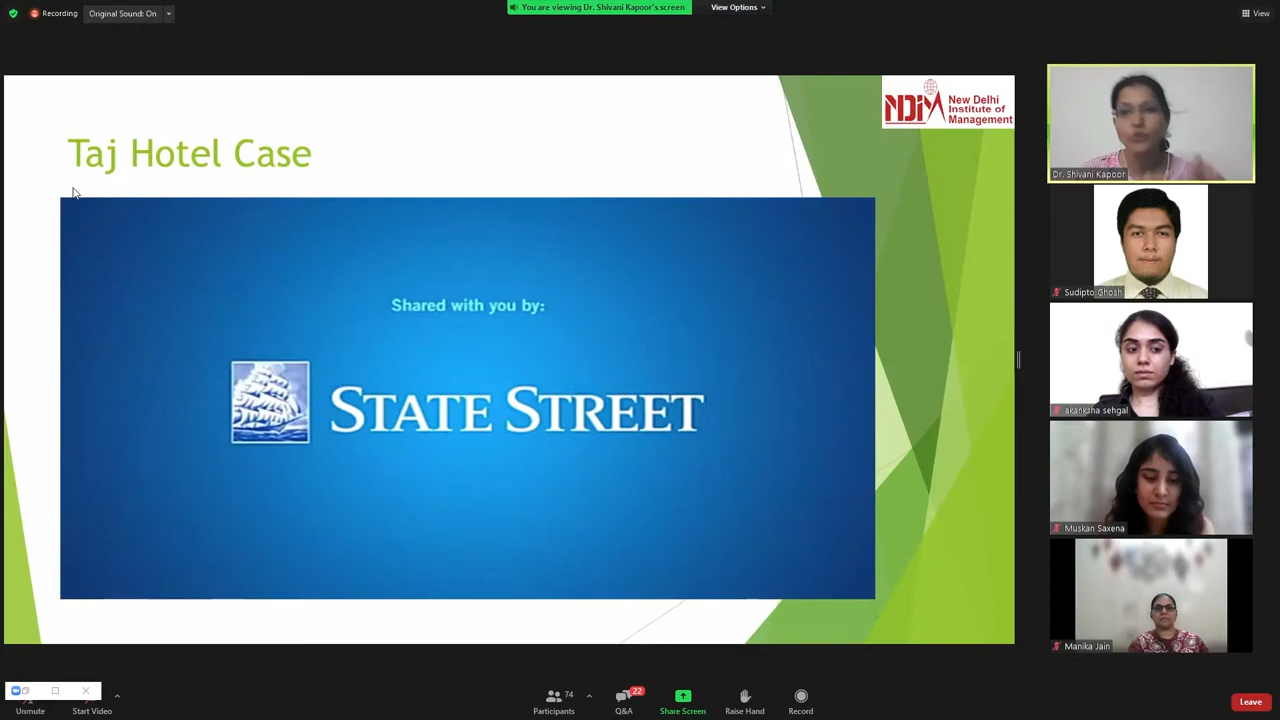 Recording
Original Sound: On
You are viewing Dr. Shivani Kapoor's screen
View Options
View
Taj Hotel Case
NDIM
New Delhi
Institute of
Management
Shared with you by:
STATE STREET
Dr. Shivani Kapoor
Sudipto Ghosh
akanksha sehgal
Muskan Saxena
Manika Jain
Unmute
Start Video
Participants
74
Q&A
22
Share Screen
Raise Hand
Record
Leave